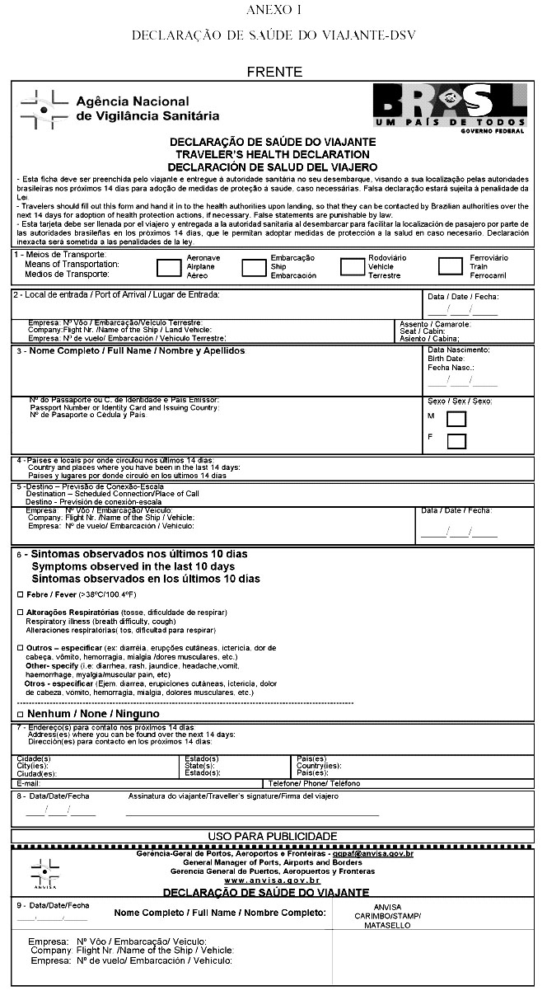 ANEXO I
DECLARAÇÃO DE SAÚDE DO VIAJANTE-DSV
FRENTE
Agência Nacional
de Vigilância Sanitária
BRASIL
UM PAÍS DE TODOS
GOVERNO FEDERAL
DECLARAÇÃO DE SAÚDE DO VIAJANTE
TRAVELER'S HEALTH DECLARATION
DECLARACIÓN DE SALUD DEL VIAJERO
- Esta ficha deve ser preenchida pelo viajante e entregue à autoridade sanitária no seu desembarque, visando a sua localização pelas autoridades
brasileiras nos próximos 14 dias para adoção de medidas de proteção à saúde, caso necessárias. Falsa declaração estará sujeita à penalidade da
Lei.
- Travelers should fill out this form and hand it in to the health authorities upon landing, so that they can be contacted by Brazilian authorities over the
next 14 days for adoption of health protection actions, if necessary. False statements are punishable by law.
- Esta tarjeta debe ser llenada por el viajero y entregada a la autoridad sanitaria al desembarcar para facilitar la localización de pasajero por parte de
las autoridades brasileñas en los próximos 14 días, que le permitan adoptar medidas de protección a la salud en caso necesario. Declaración
inexacta será sometida a las penalidades de la ley.
1 - Meios de Transporte:
Means of Transportation:
Medios de Transporte:
Aeronave
Airplane
Aéreo
Embarcação
Ship
Embarcación
Rodoviário
Vehicle
Terrestre
Ferroviário
Train
Ferrocarril
2 - Local de entrada / Port of Arrival / Lugar de Entrada:
Data / Date / Fecha:
____/____/_____
Empresa: Nº Vôo / Embarcação/Veículo Terrestre:
Company:Flight Nr. /Name of the Ship / Land Vehicle:
Empresa: Nº de vuelo/ Embarcación / Vehículo Terrestre:
Assento / Camarote:
Seat / Cabin:
Asiento / Cabina;
3 - Nome Completo / Full Name / Nombre y Apellidos
Data Nascimento:
Birth Date:
Fecha Nasc.:
____/____/_____
Nº do Passaporte ou C. de Identidade e País Emissor:
Passport Number or Identity Card and Issuing Country:
Nº de Pasaporte o Cédula y País
Sexo / Sex / Sexo:
M
F
4 - Países e locais por onde circulou nos últimos 14 dias:
Country and places where you have been in the last 14 days:
Países y lugares por donde circuló en los últimos 14 días
5 - Destino – Previsão de Conexão-Escala
Destination – Scheduled Connection/Place of Call
Destino - Previsión de conexión-escala
Empresa: Nº Vôo / Embarcação/ Veículo:
Company: Flight Nr. /Name of the Ship / Vehicle:
Empresa: Nº de vuelo/ Embarcación / Vehículo:
Data / Date / Fecha:
____/____/_____
6 - Sintomas observados nos últimos 10 dias
Symptoms observed in the last 10 days
Síntomas observados en los últimos 10 días
Febre / Fever (>38ºC/100.4ºF)
Alterações Respiratórias (tosse, dificuldade de respirar)
Respiratory illness (breath difficulty, cough)
Alteraciones respiratórias( tos, dificultad para respirar)
Outros – especificar (ex: diarréia, erupções cutâneas, icterícia, dor de
cabeça, vômito, hemorragia, mialgia /dores musculares, etc.)
Other- specify (i.e: diarrhea, rash, jaundice, headache,vomit,
haemorrhage, myalgia/muscular pain, etc)
Otros - especificar (Ejem. diarrea, erupiciones cutáneas, ictericia, dolor
de cabeza, vómito, hemorragia, mialgia, dolores musculares, etc.)
Nenhum / None / Ninguno
7 - Endereço(s) para contato nos próximos 14 dias:
Address(es) where you can be found over the next 14 days:
Dirección(es) para contacto en los próximos 14 días:
Cidade(s)
City(ies):
Ciudad(es):
Estado(s)
State(s):
Estado(s):
País(es)
Country(ies):
País(es):
E-mail:
Telefone/ Phone/ Teléfono
8 - Data/Date/Fecha
Assinatura do viajante/Traveller's signature/Firma del viajero
____/____/_____
USO PARA PUBLICIDADE
Gerência-Geral de Portos, Aeroportos e Fronteiras - ggpaf@anvisa.gov.br
General Manager of Ports, Airports and Borders
Gerencia General de Puertos, Aeropuertos y Fronteras
www.anvisa.gov.br
ANVISA
DECLARAÇÃO DE SAÚDE DO VIAJANTE
9 - Data/Date/Fecha
____/_____/_____
Nome Completo / Full Name / Nombre Completo:
ANVISA
CARIMBO/STAMP/
MATASELLO
Empresa: Nº Vôo / Embarcação/ Veículo:
Company: Flight Nr. /Name of the Ship / Vehicle:
Empresa: Nº de vuelo/ Embarcación / Vehículo: